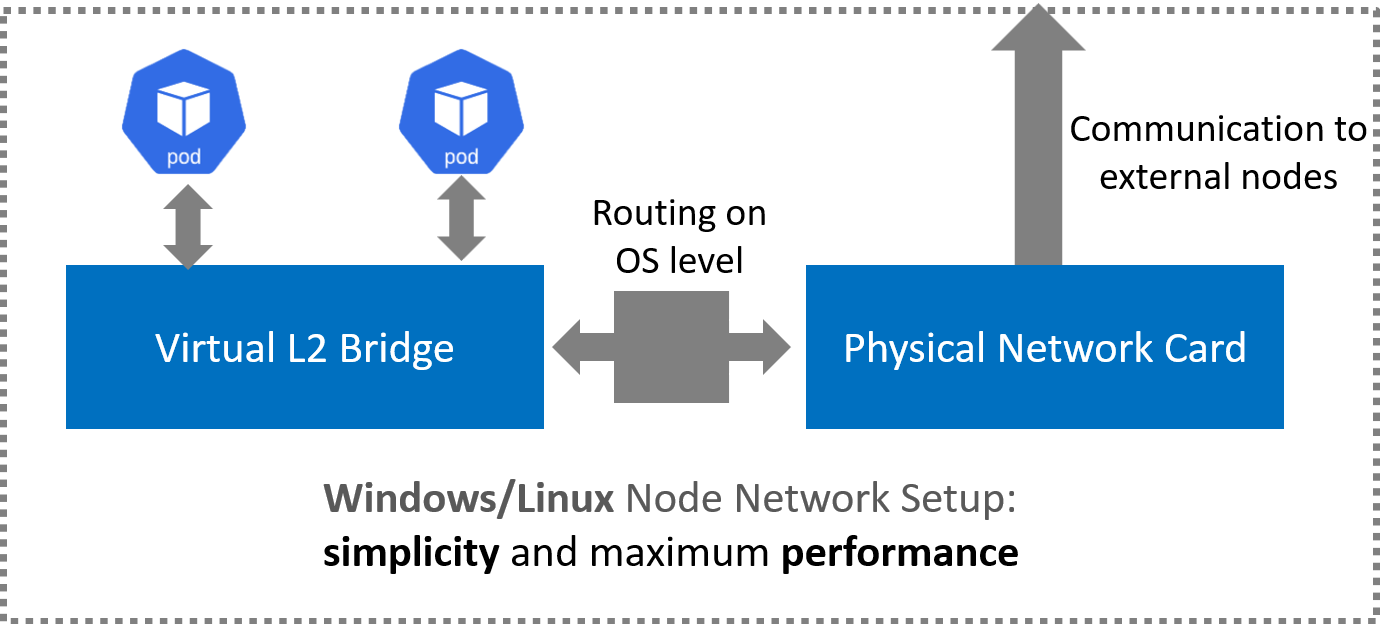 pod
pod
Communication to
external nodes
Routing on
OS level
Virtual L2 Bridge
Physical Network Card
Windows/Linux Node Network Setup:
simplicity and maximum performance